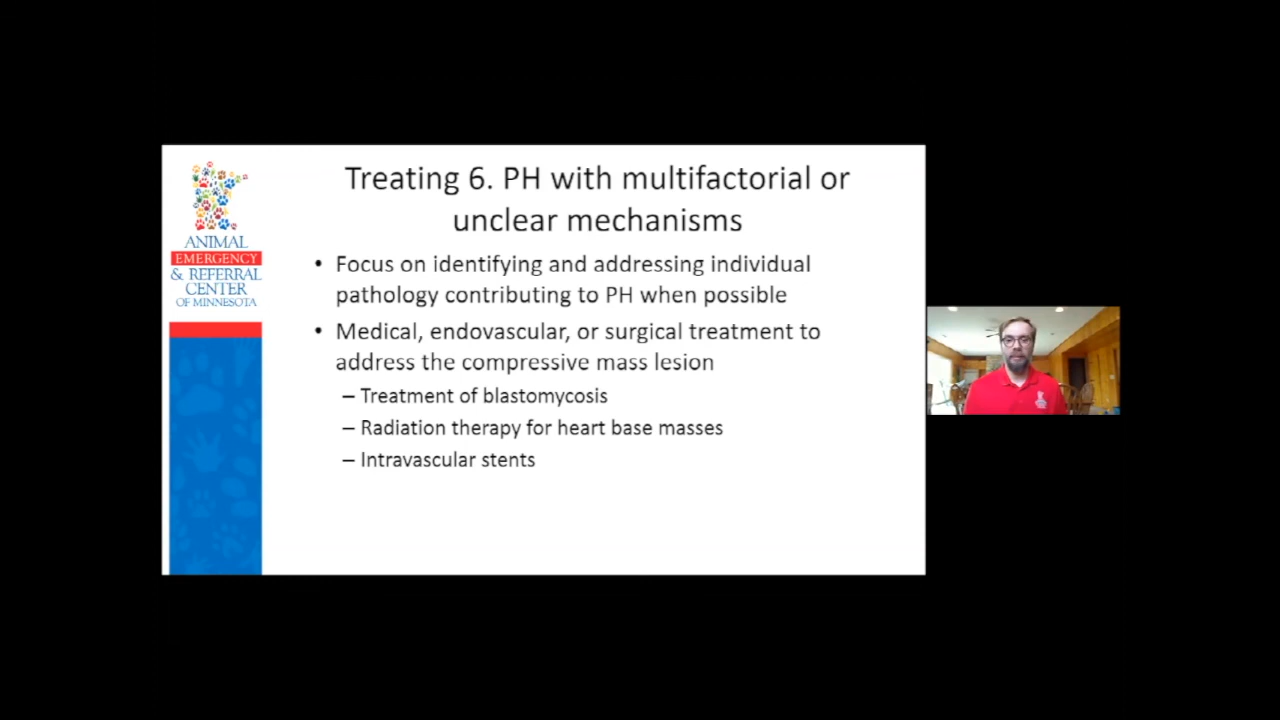 Treating 6. PH with multifactorial or
unclear mechanisms
ANIMAL
EMERGENCY
& REFERRAL
CENTER
OF MINNESOTA
• Focus on identifying and addressing individual
pathology contributing to PH when possible
• Medical, endovascular, or surgical treatment to
address the compressive mass lesion
– Treatment of blastomycosis
– Radiation therapy for heart base masses
– Intravascular stents